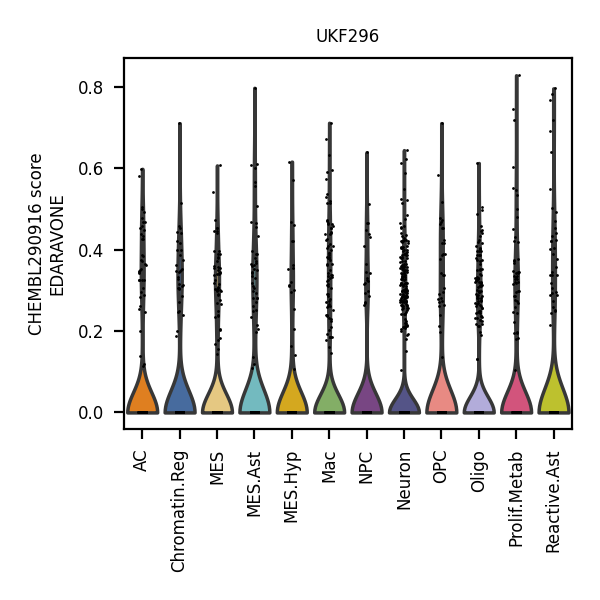 UKF296
CHEMBL290916 score
EDARAVONE
0.8
0.6
0.4
0.2
0.0
AC
Chromatin.Reg
MES
MES.Ast
MES.Hyp
Mac
NPC
Neuron
OPC
Oligo
Prolif.Metab
Reactive.Ast